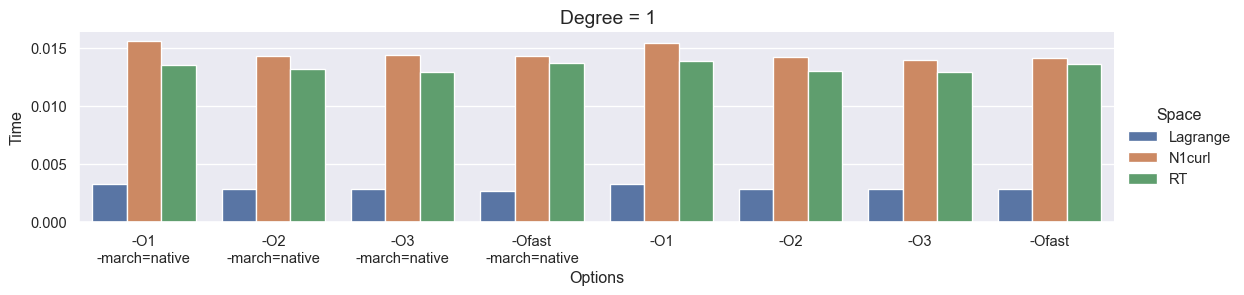 Degree = 1
Time
0.015
0.010
0.005
0.000
-O1
-march=native
-O2
-march=native
-O3
-march=native
-Ofast
-march=native
-O1
-O2
-O3
-Ofast
Options
Space
Lagrange
N1curl
RT